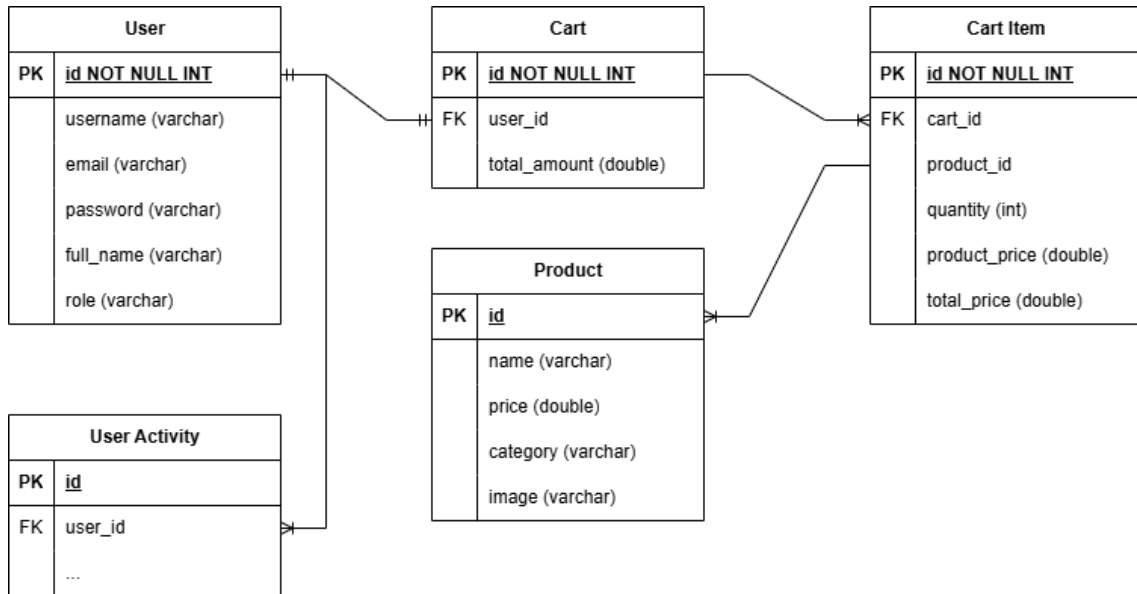 User
PK id NOT NULL INT
username (varchar)
email (varchar)
password (varchar)
full_name (varchar)
role (varchar)
Cart
PK id NOT NULL INT
FK user_id
total_amount (double)
Cart Item
PK id NOT NULL INT
FK cart_id
product_id
quantity (int)
product_price (double)
total_price (double)
Product
PK id
name (varchar)
price (double)
category (varchar)
image (varchar)
User Activity
PK id
FK user_id
...